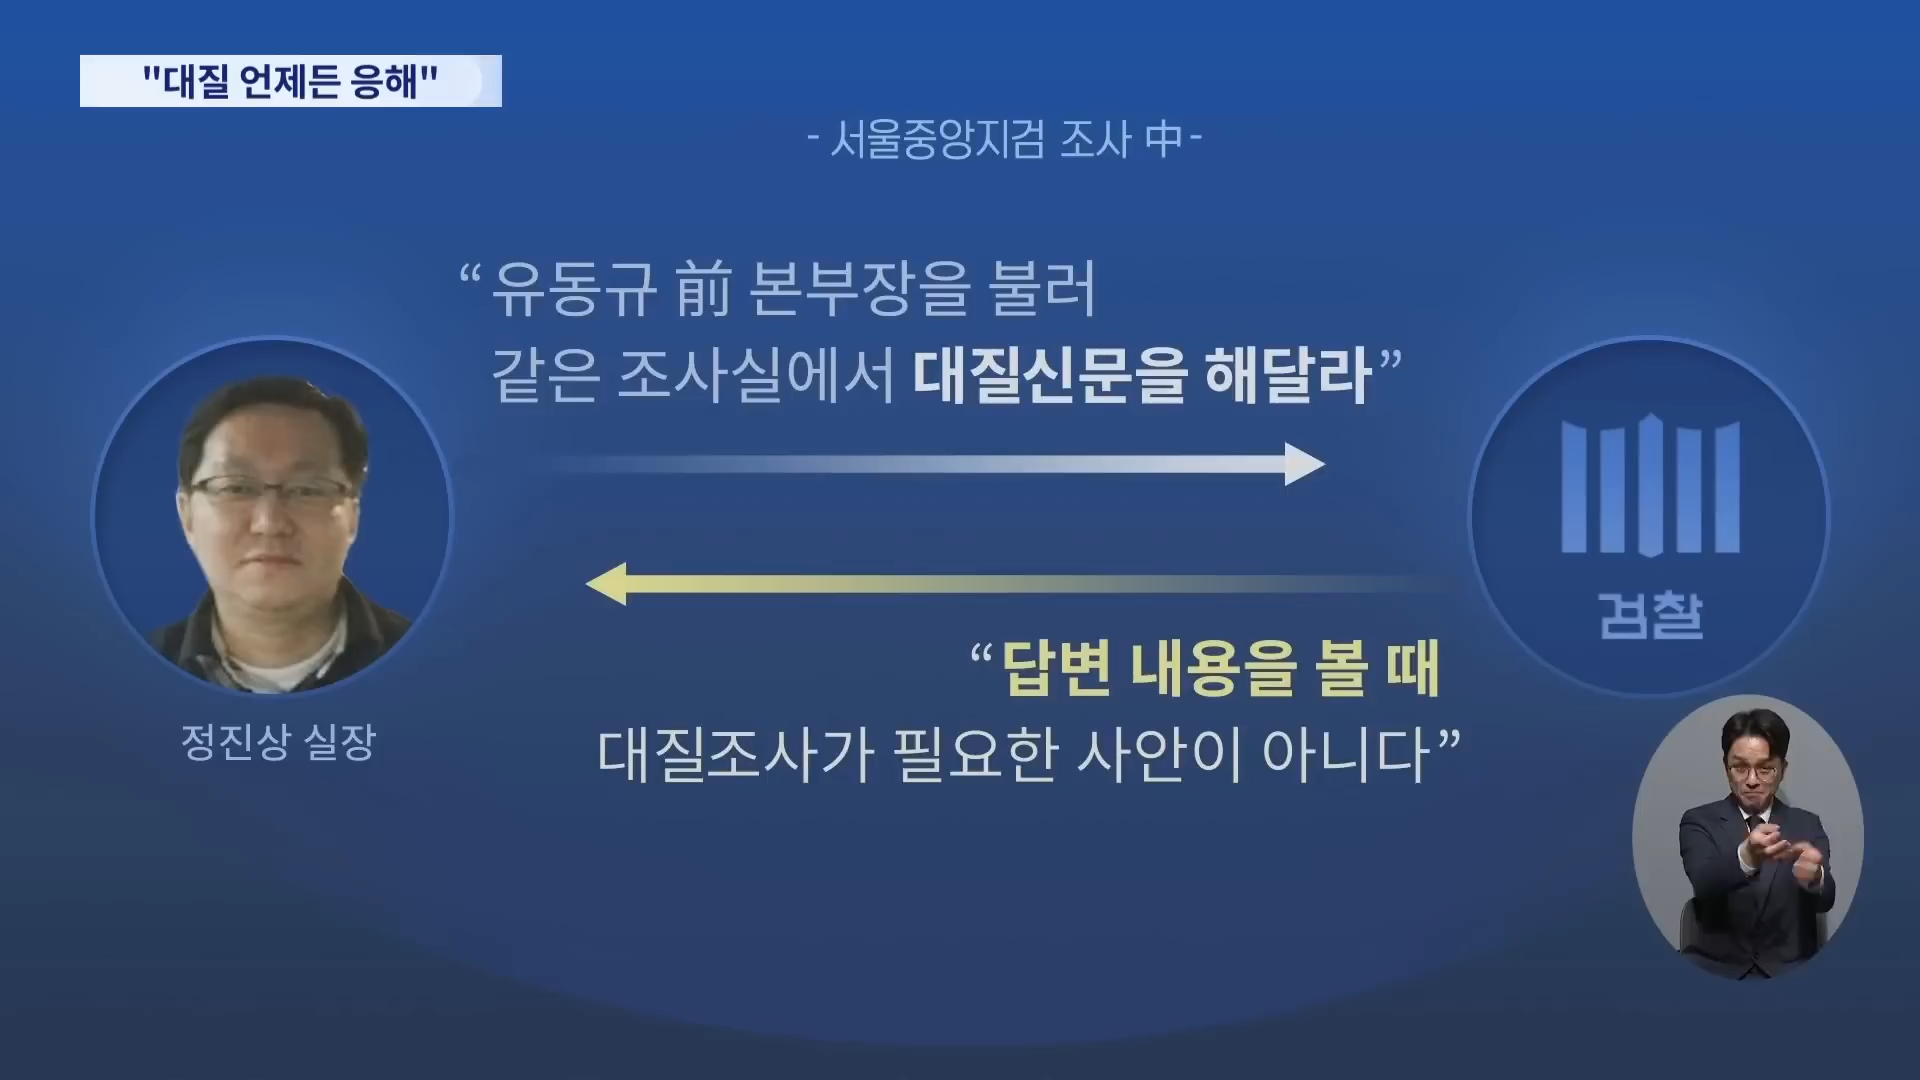 "대질 언제든 응해"
- 서울중앙지검 조사 中 -
“유동규 前 본부장을 불러
같은 조사실에서 대질신문을 해달라”
검찰
“답변 내용을 볼 때
대질조사가 필요한 사안이 아니다”
정진상 실장